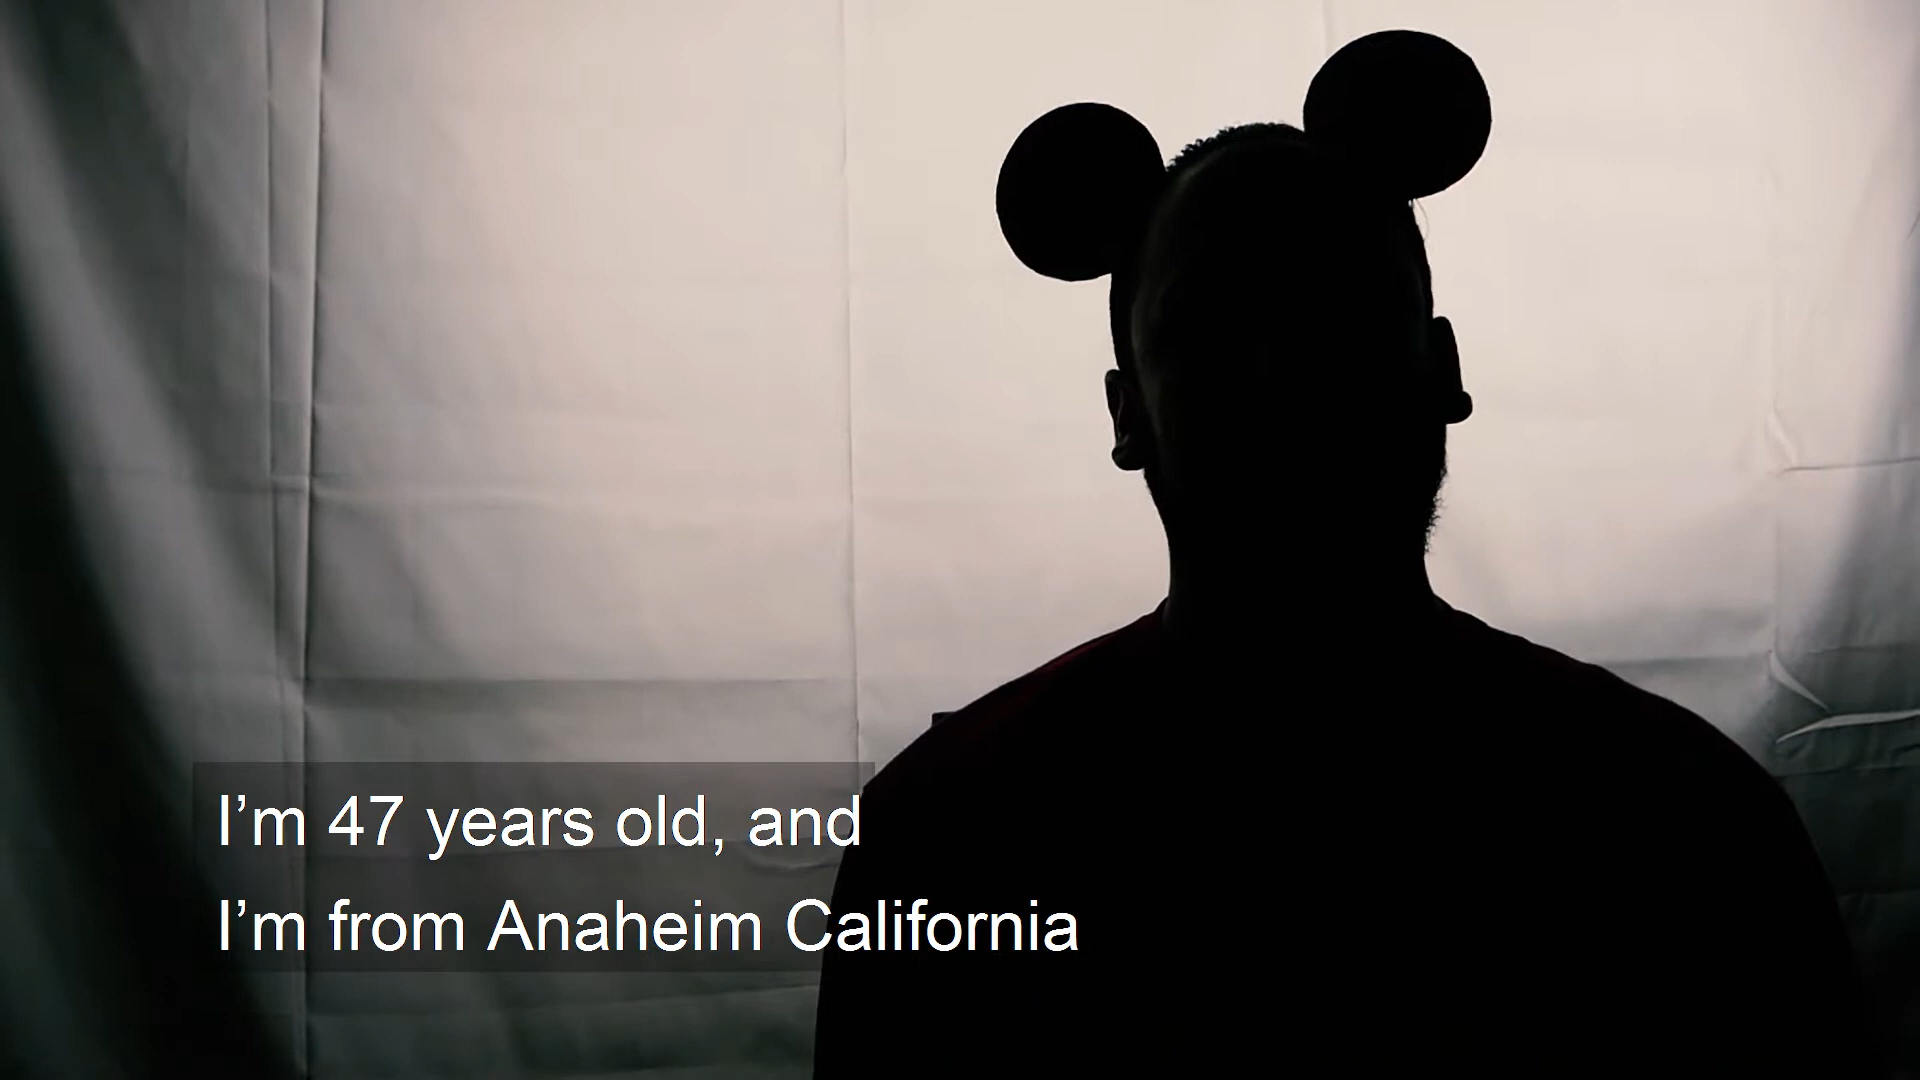 I’m 47 years old, and
I’m from Anaheim California